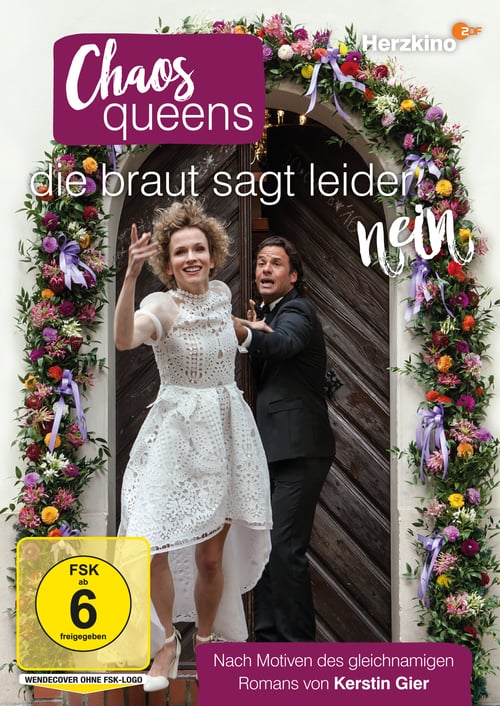 Herzkino
ZDF
Chaos
queens
die braut sagt leider
nein
FSK
ab
6
freigegeben
WENDECOVER OHNE FSK-LOGO
Nach Motiven des gleichnamigen
Romans von Kerstin Gier